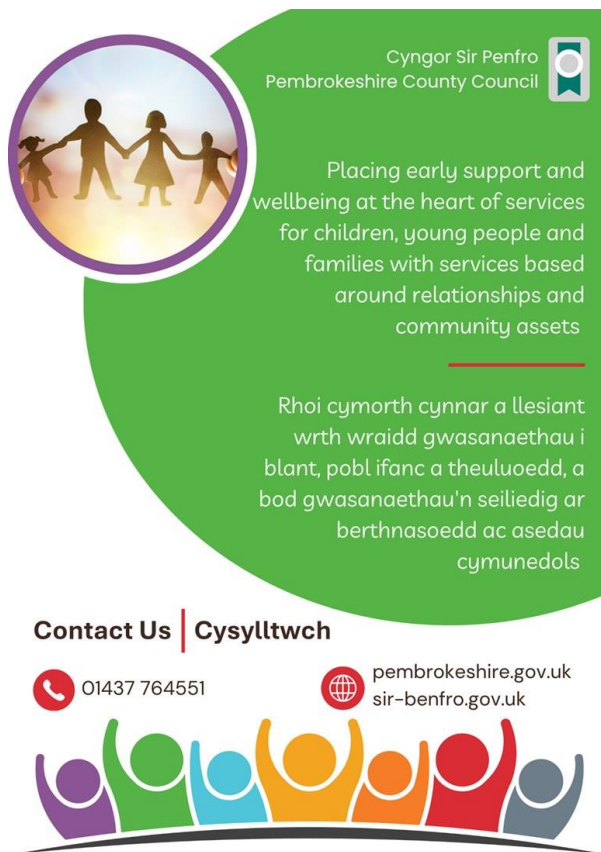 Cyngor Sir Penfro
Pembrokeshire County Council
Placing early support and
wellbeing at the heart of services
for children, young people and
families with services based
around relationships and
community assets
Rhoi cymorth cynnar a llesiant
wrth wraidd gwasanaethau i
blant, pobl ifanc a theuluoedd, a
bod gwasanaethau'n seiliedig ar
berthnasoedd ac asedau
cymunedols
Contact Us | Cysylltwch
01437 764551
pembrokeshire.gov.uk
sir-benfro.gov.uk